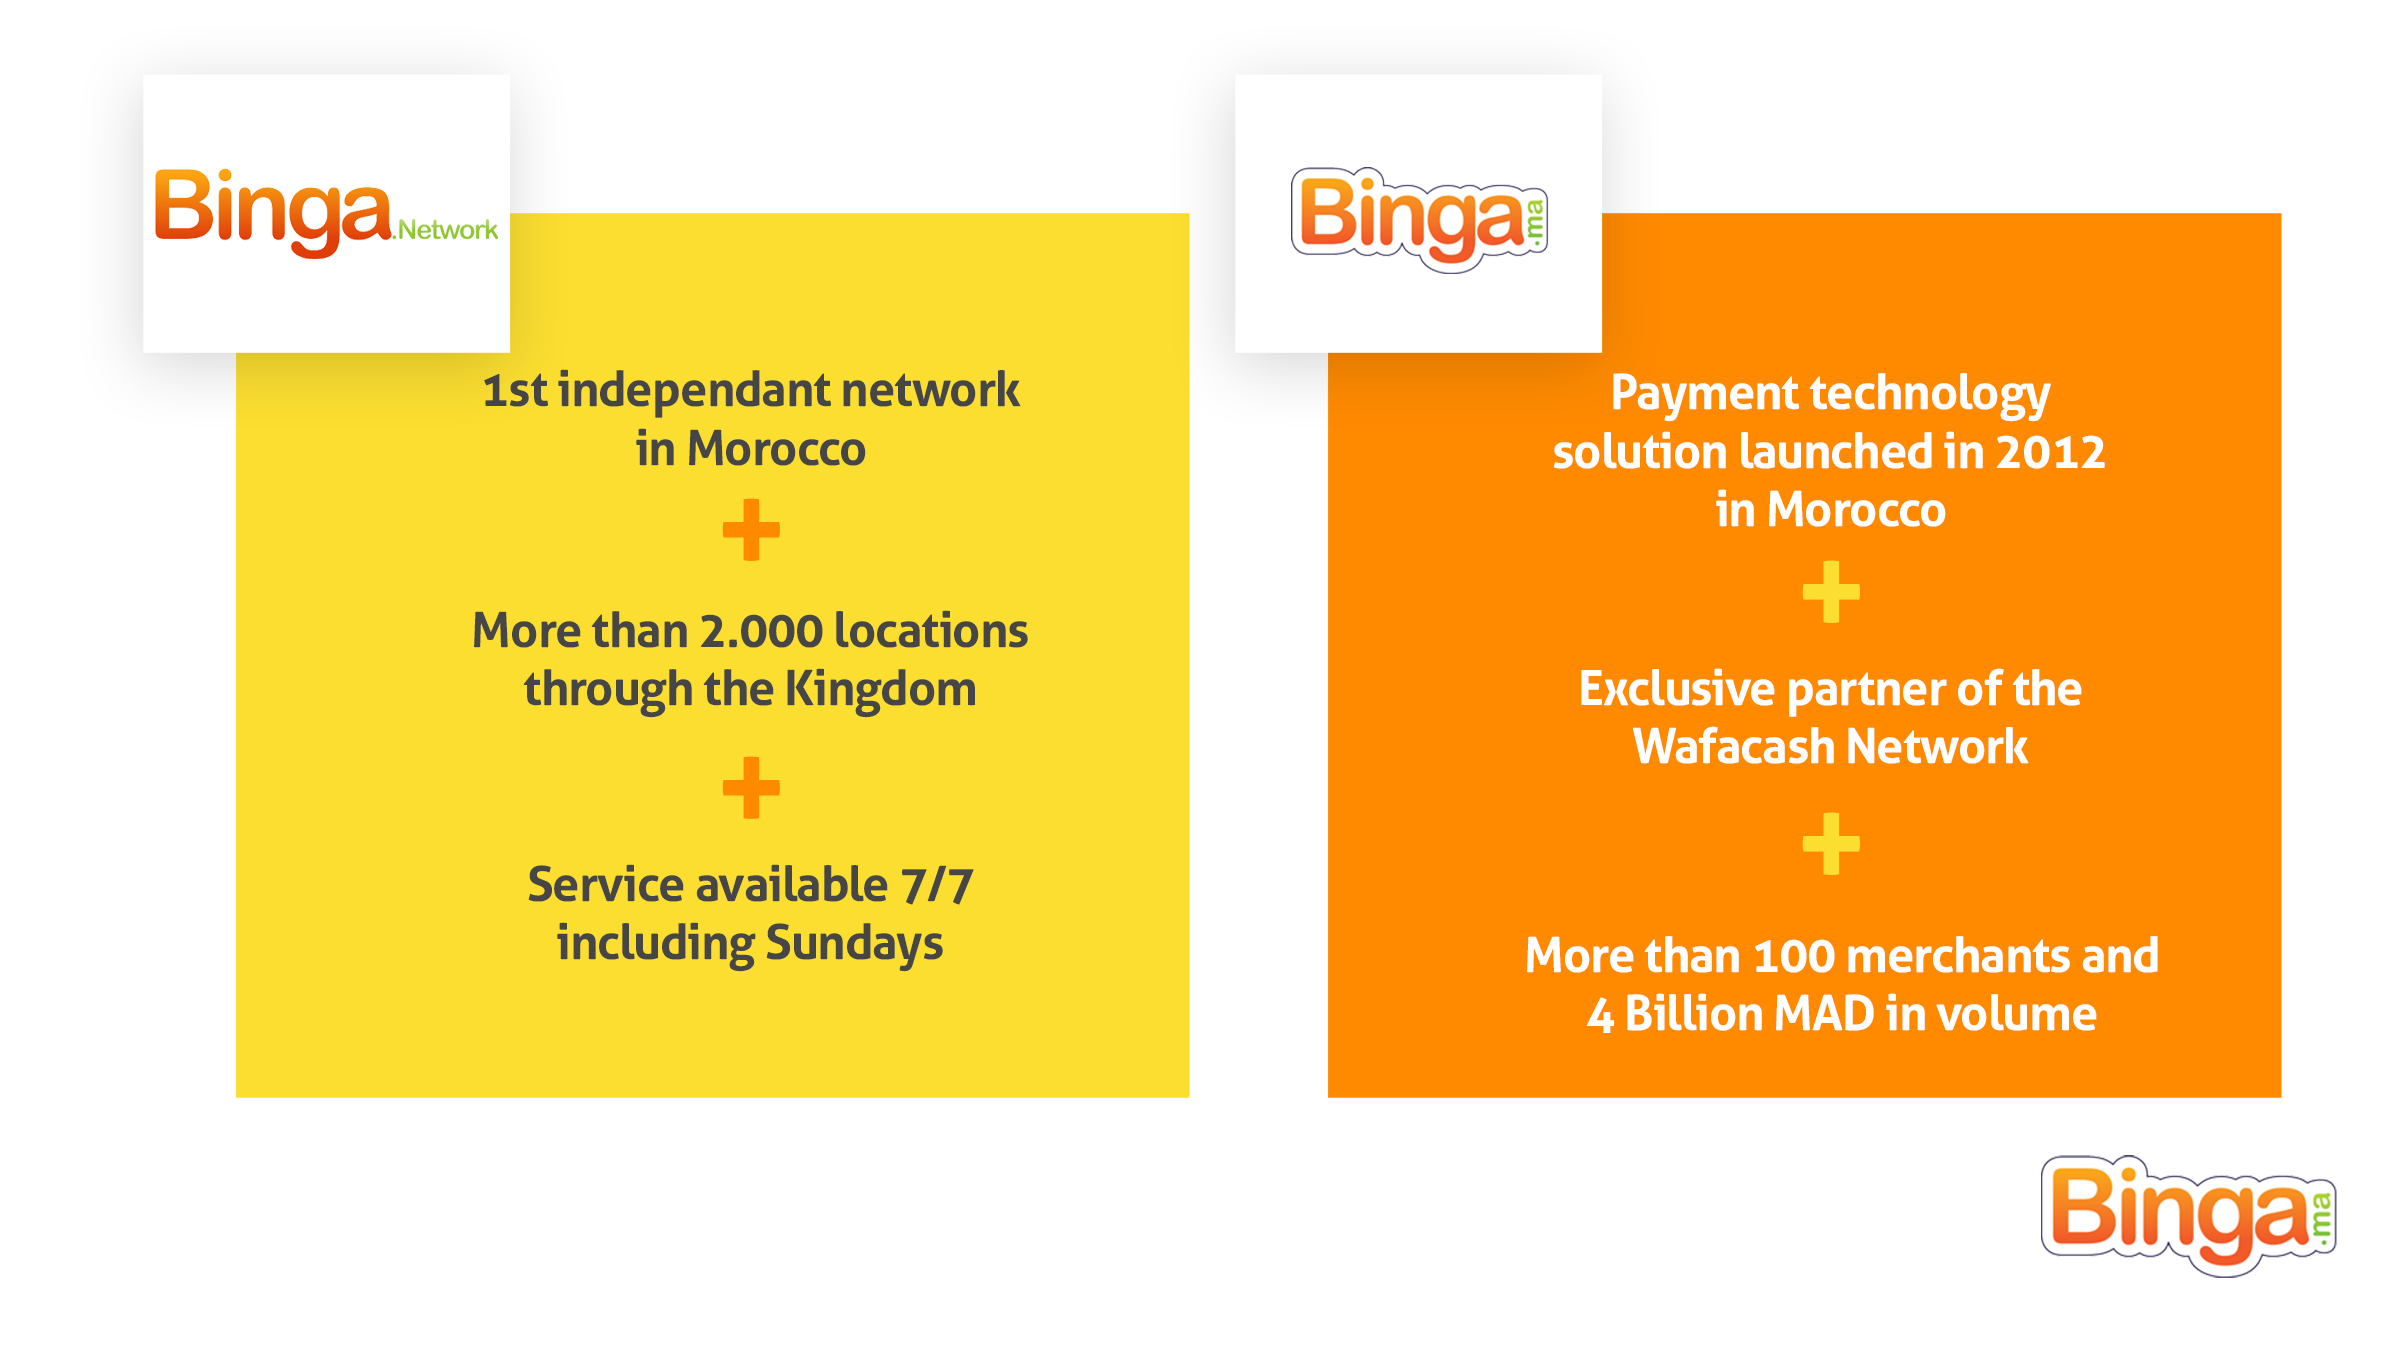 Binga.Network
1st independant network
in Morocco
+
More than 2.000 locations
through the Kingdom
+
Service available 7/7
including Sundays
Binga.ma
Payment technology
solution launched in 2012
in Morocco
+
Exclusive partner of the
Wafacash Network
+
More than 100 merchants and
4 Billion MAD in volume
Binga.ma